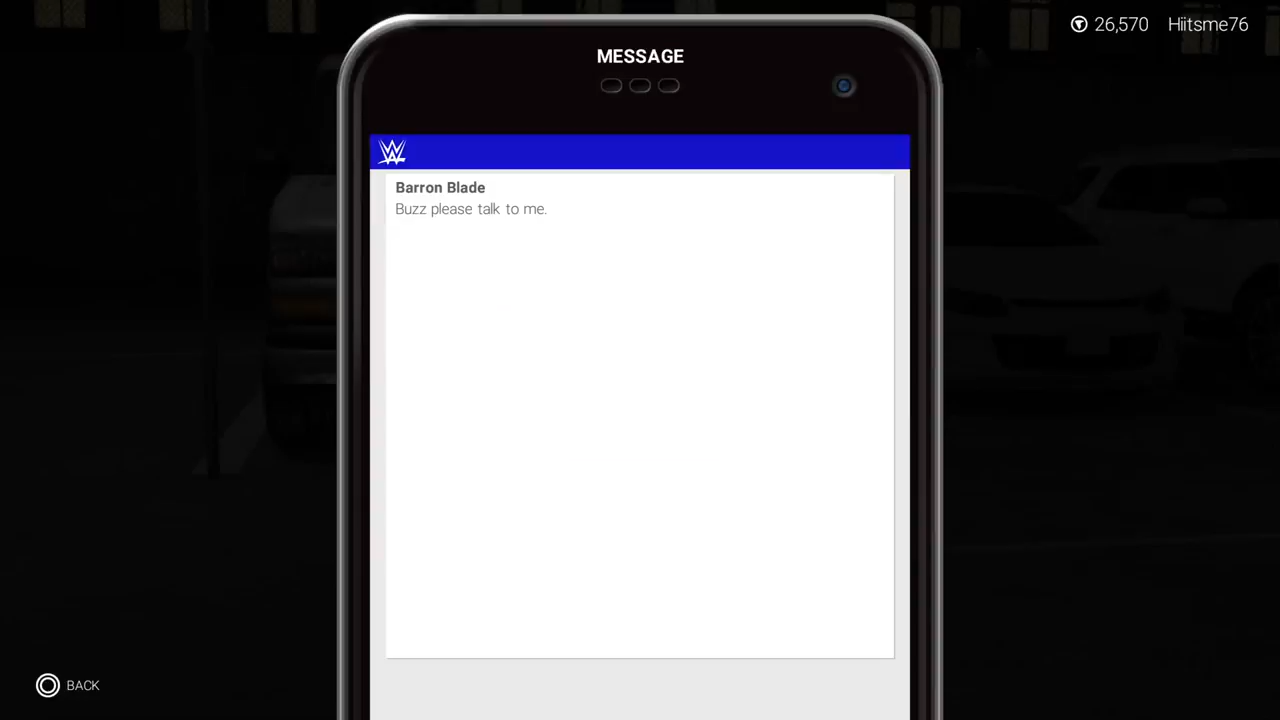 26,570 Hiitsme76
MESSAGE
Barron Blade
Buzz please talk to me.
BACK